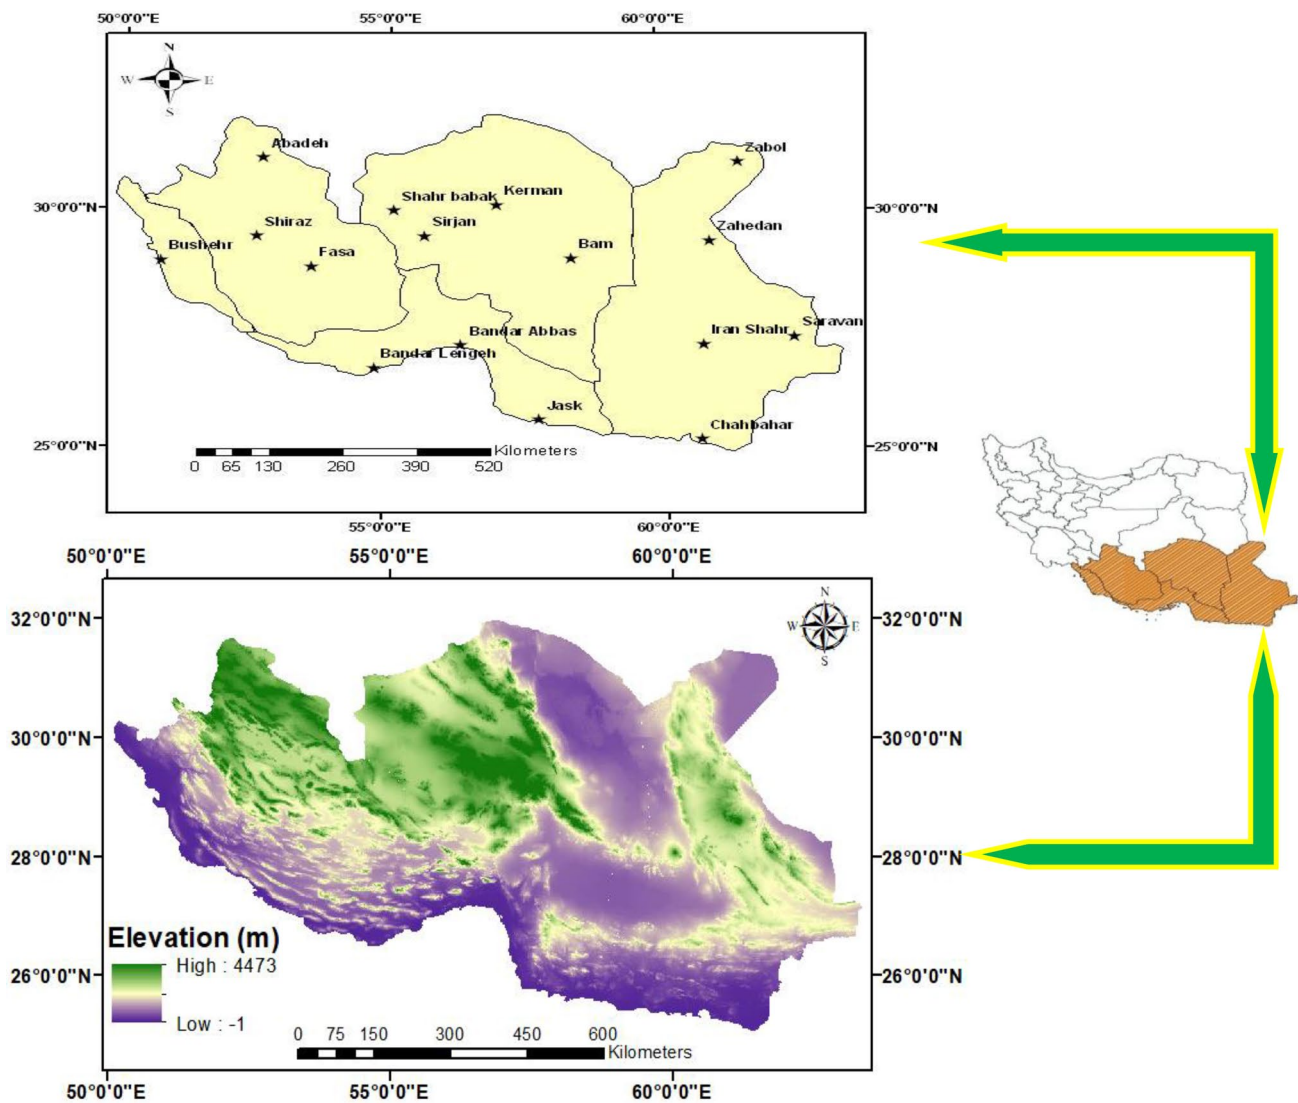 50°0'0"E 55°0'0"E 60°0'0"E
N
W E
S
Abadeh
Zabol
Kerman
Shahr babak
30°0'0"N 30°0'0"N
Shiraz
Sirjan
Zahedan
Bushehr
Fasa
Bam
Saravan
Bandar Abbas
Iran Shahr
Bandar Lengeh
Jask
Chahbahar
25°0'0"N 25°0'0"N
Kilometers
0 65 130 260 390 520
55°0'0"E 60°0'0"E
50°0'0"E 55°0'0"E 60°0'0"E
N
W E
S
32°0'0"N 32°0'0"N
30°0'0"N 30°0'0"N
28°0'0"N 28°0'0"N
Elevation (m)
High : 4473
26°0'0"N 26°0'0"N
Low : -1
0 75 150 300 450 600
Kilometers
50°0'0"E 55°0'0"E 60°0'0"E